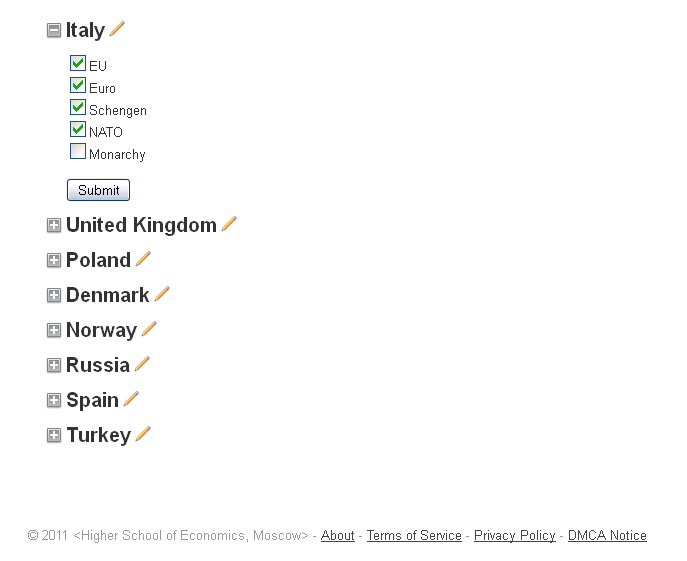 Italy
EU
Euro
Schengen
NATO
Monarchy
Submit
United Kingdom
Poland
Denmark
Norway
Russia
Spain
Turkey
© 2011 <Higher School of Economics, Moscow> - About - Terms of Service - Privacy Policy - DMCA Notice